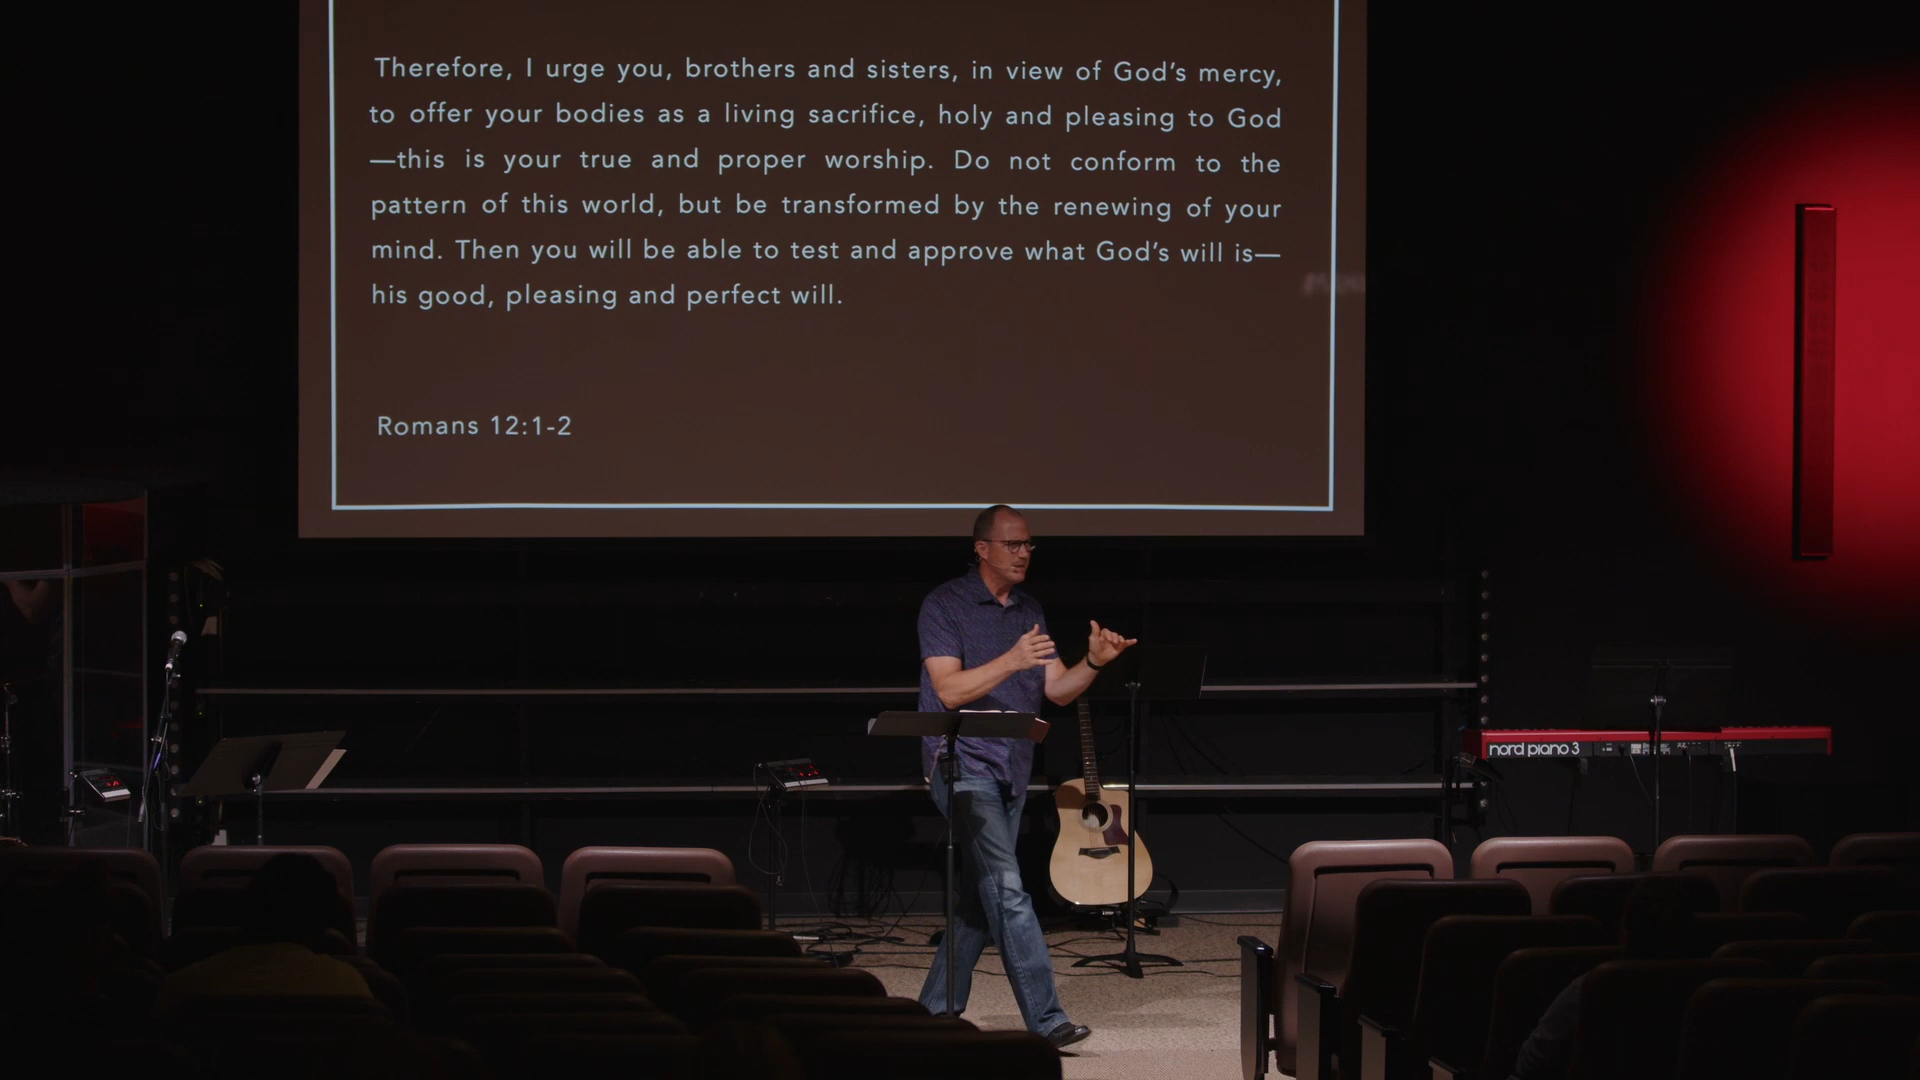 Therefore, I urge you, brothers and sisters, in view of God's mercy,
to offer your bodies as a living sacrifice, holy and pleasing to God
—this is your true and proper worship. Do not conform to the
pattern of this world, but be transformed by the renewing of your
mind. Then you will be able to test and approve what God's will is—
his good, pleasing and perfect will.
Romans 12:1-2
nord piano 3